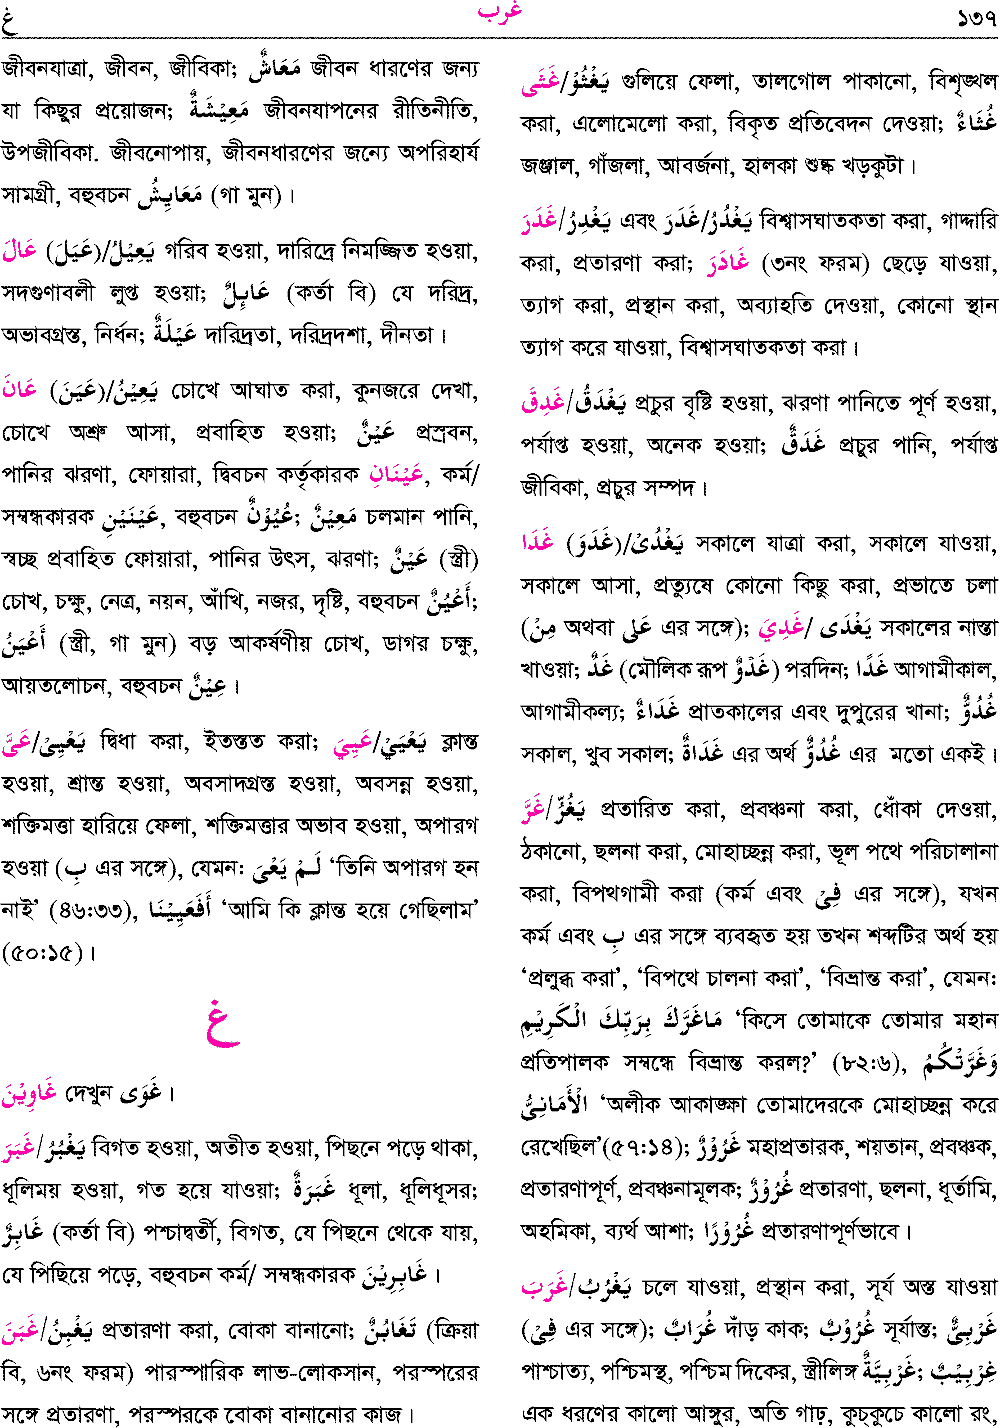 غ
غرب
১৩৭
জীবনযাত্রা, জীবন, জীবিকা; مَعَاشٌ জীবন ধারণের জন্য
যা কিছুর প্রয়োজন; مَعِيْشَةٌ জীবনযাপনের রীতিনীতি,
উপজীবিকা. জীবনোপায়, জীবনধারণের জন্যে অপরিহার্য
সামগ্রী, বহুবচন مَعَايِشُ (গা মুন)।
عَالَ (عَيَلَ)/يَعِيْلُ গরিব হওয়া, দারিদ্রে নিমজ্জিত হওয়া,
সদগুণাবলী লুপ্ত হওয়া; عَايِلٌ (কর্তা বি) যে দরিদ্র,
অভাবগ্রস্ত, নির্ধন; عَيْلَةٌ দারিদ্রতা, দরিদ্রদশা, দীনতা।
عَانَ (عَيَنَ)/يَعِيْنُ চোখে আঘাত করা, কুনজরে দেখা,
চোখে অশ্রু আসা, প্রবাহিত হওয়া; عَيْنٌ প্রস্রবন,
পানির ঝরণা, ফোয়ারা, দ্বিবচন কর্তৃকারক عَيْنَانِ, কর্ম/
সম্বন্ধকারক عَيْنَيْنِ, বহুবচন عُيُوْنٌ; مَعِيْنٌ চলমান পানি,
স্বচ্ছ প্রবাহিত ফোয়ারা, পানির উৎস, ঝরণা; عَيْنٌ (স্ত্রী)
চোখ, চক্ষু, নেত্র, নয়ন, আঁখি, নজর, দৃষ্টি, বহুবচন أَعْيُنٌ;
أَعْيَنُ (স্ত্রী, গা মুন) বড় আকর্ষণীয় চোখ, ডাগর চক্ষু,
আয়তলোচন, বহুবচন عِيْنٌ।
عَىَّ/يَعْيِىْ দ্বিধা করা, ইতস্তত করা; عَيِيَ/يَعْيَيْ ক্লান্ত
হওয়া, শ্রান্ত হওয়া, অবসাদগ্রস্ত হওয়া, অবসন্ন হওয়া,
শক্তিমত্তা হারিয়ে ফেলা, শক্তিমত্তার অভাব হওয়া, অপারগ
হওয়া (بِ এর সঙ্গে), যেমন: لَمْ يَعْىَ ‘তিনি অপারগ হন
নাই’ (৪৬:৩৩), أَفَعَيِيْنَا ‘আমি কি ক্লান্ত হয়ে গেছিলাম’
(৫০:১৫)।
غ
غَاوِيْنَ দেখুন غَوَى।
غَبَرَ/يَغْبُرُ বিগত হওয়া, অতীত হওয়া, পিছনে পড়ে থাকা,
ধূলিময় হওয়া, গত হয়ে যাওয়া; غَبَرَةٌ ধূলা, ধূলিধূসর;
غَابِرٌ (কর্তা বি) পশ্চাদ্বর্তী, বিগত, যে পিছনে থেকে যায়,
যে পিছিয়ে পড়ে, বহুবচন কর্ম/ সম্বন্ধকারক غَابِرِيْنَ।
غَبَنَ/يَغْبِنُ প্রতারণা করা, বোকা বানানো; تَغَابُنٌ (ক্রিয়া
বি, ৬নং ফরম) পারস্পারিক লাভ-লোকসান, পরস্পরের
সঙ্গে প্রতারণা, পরস্পরকে বোকা বানানোর কাজ।
غَثَى/يَغْثُوْ গুলিয়ে ফেলা, তালগোল পাকানো, বিশৃঙ্খল
করা, এলোমেলো করা, বিকৃত প্রতিবেদন দেওয়া; غُثَاءٌ
জঞ্জাল, গাঁজলা, আবর্জনা, হালকা শুষ্ক খড়কুটা।
غَدَرَ/يَغْدِرُ এবং غَدَرَ/يَغْدُرُ বিশ্বাসঘাতকতা করা, গাদ্দারি
করা, প্রতারণা করা; غَادَرَ (৩নং ফরম) ছেড়ে যাওয়া,
ত্যাগ করা, প্রস্থান করা, অব্যাহতি দেওয়া, কোনো স্থান
ত্যাগ করে যাওয়া, বিশ্বাসঘাতকতা করা।
غَدِقَ/يَغْدَقُ প্রচুর বৃষ্টি হওয়া, ঝরণা পানিতে পূর্ণ হওয়া,
পর্যাপ্ত হওয়া, অনেক হওয়া; غَدَقٌ প্রচুর পানি, পর্যাপ্ত
জীবিকা, প্রচুর সম্পদ।
غَدَا (غَدَوَ)/يَغْدُىْ সকালে যাত্রা করা, সকালে যাওয়া,
সকালে আসা, প্রত্যুষে কোনো কিছু করা, প্রভাতে চলা
(مِنْ অথবা عَلى এর সঙ্গে); غَدِيَ/ يَغْدَى সকালের নাস্তা
খাওয়া; غَدٌ (মৌলিক রূপ غَدْوٌ) পরদিন; غَدًا আগামীকাল,
আগামীকল্য; غَدَاءٌ প্রাতকালের এবং দুপুরের খানা; غُدُوٌّ
সকাল, খুব সকাল; غَدَاةٌ এর অর্থ غُدُوٌّ এর মতো একই।
غَرَّ/يَغُرُّ প্রতারিত করা, প্রবঞ্চনা করা, ধোঁকা দেওয়া,
ঠকানো, ছলনা করা, মোহাচ্ছন্ন করা, ভূল পথে পরিচালানা
করা, বিপথগামী করা (কর্ম এবং فِىْ এর সঙ্গে), যখন
কর্ম এবং بِ এর সঙ্গে ব্যবহৃত হয় তখন শব্দটির অর্থ হয়
‘প্রলুব্ধ করা’, ‘বিপথে চালনা করা’, ‘বিভ্রান্ত করা’, যেমন:
مَاغَرَّكَ بِرَبِّكَ الْكَرِيْمِ ‘কিসে তোমাকে তোমার মহান
প্রতিপালক সম্বন্ধে বিভ্রান্ত করল?’ (৮২:৬), وَغَرَّتْكُمُ
الْأَمَانِىُّ ‘অলীক আকাঙ্ক্ষা তোমাদেরকে মোহাচ্ছন্ন করে
রেখেছিল’(৫৭:১৪); غَرُوْرٌ মহাপ্রতারক, শয়তান, প্রবঞ্চক,
প্রতারণাপূর্ণ, প্রবঞ্চনামূলক; غُرُوْرٌ প্রতারণা, ছলনা, ধূর্তামি,
অহমিকা, ব্যর্থ আশা; غُرُوْرًا প্রতারণাপূর্ণভাবে।
غَرَبَ/يَغْرُبُ চলে যাওয়া, প্রস্থান করা, সূর্য অস্ত যাওয়া
(فِىْ এর সঙ্গে); غُرَابٌ দাঁড় কাক; غُرُوْبٌ সূর্যাস্ত; غَرْبِىٌّ
পাশ্চাত্য, পশ্চিমস্থ, পশ্চিম দিকের, স্ত্রীলিঙ্গ غَرْبِيَّةٌ; غِرْبِيْبٌ
এক ধরণের কালো আঙ্গুর, অতি গাঢ়, কুচ্‌কুচে কালো রং,